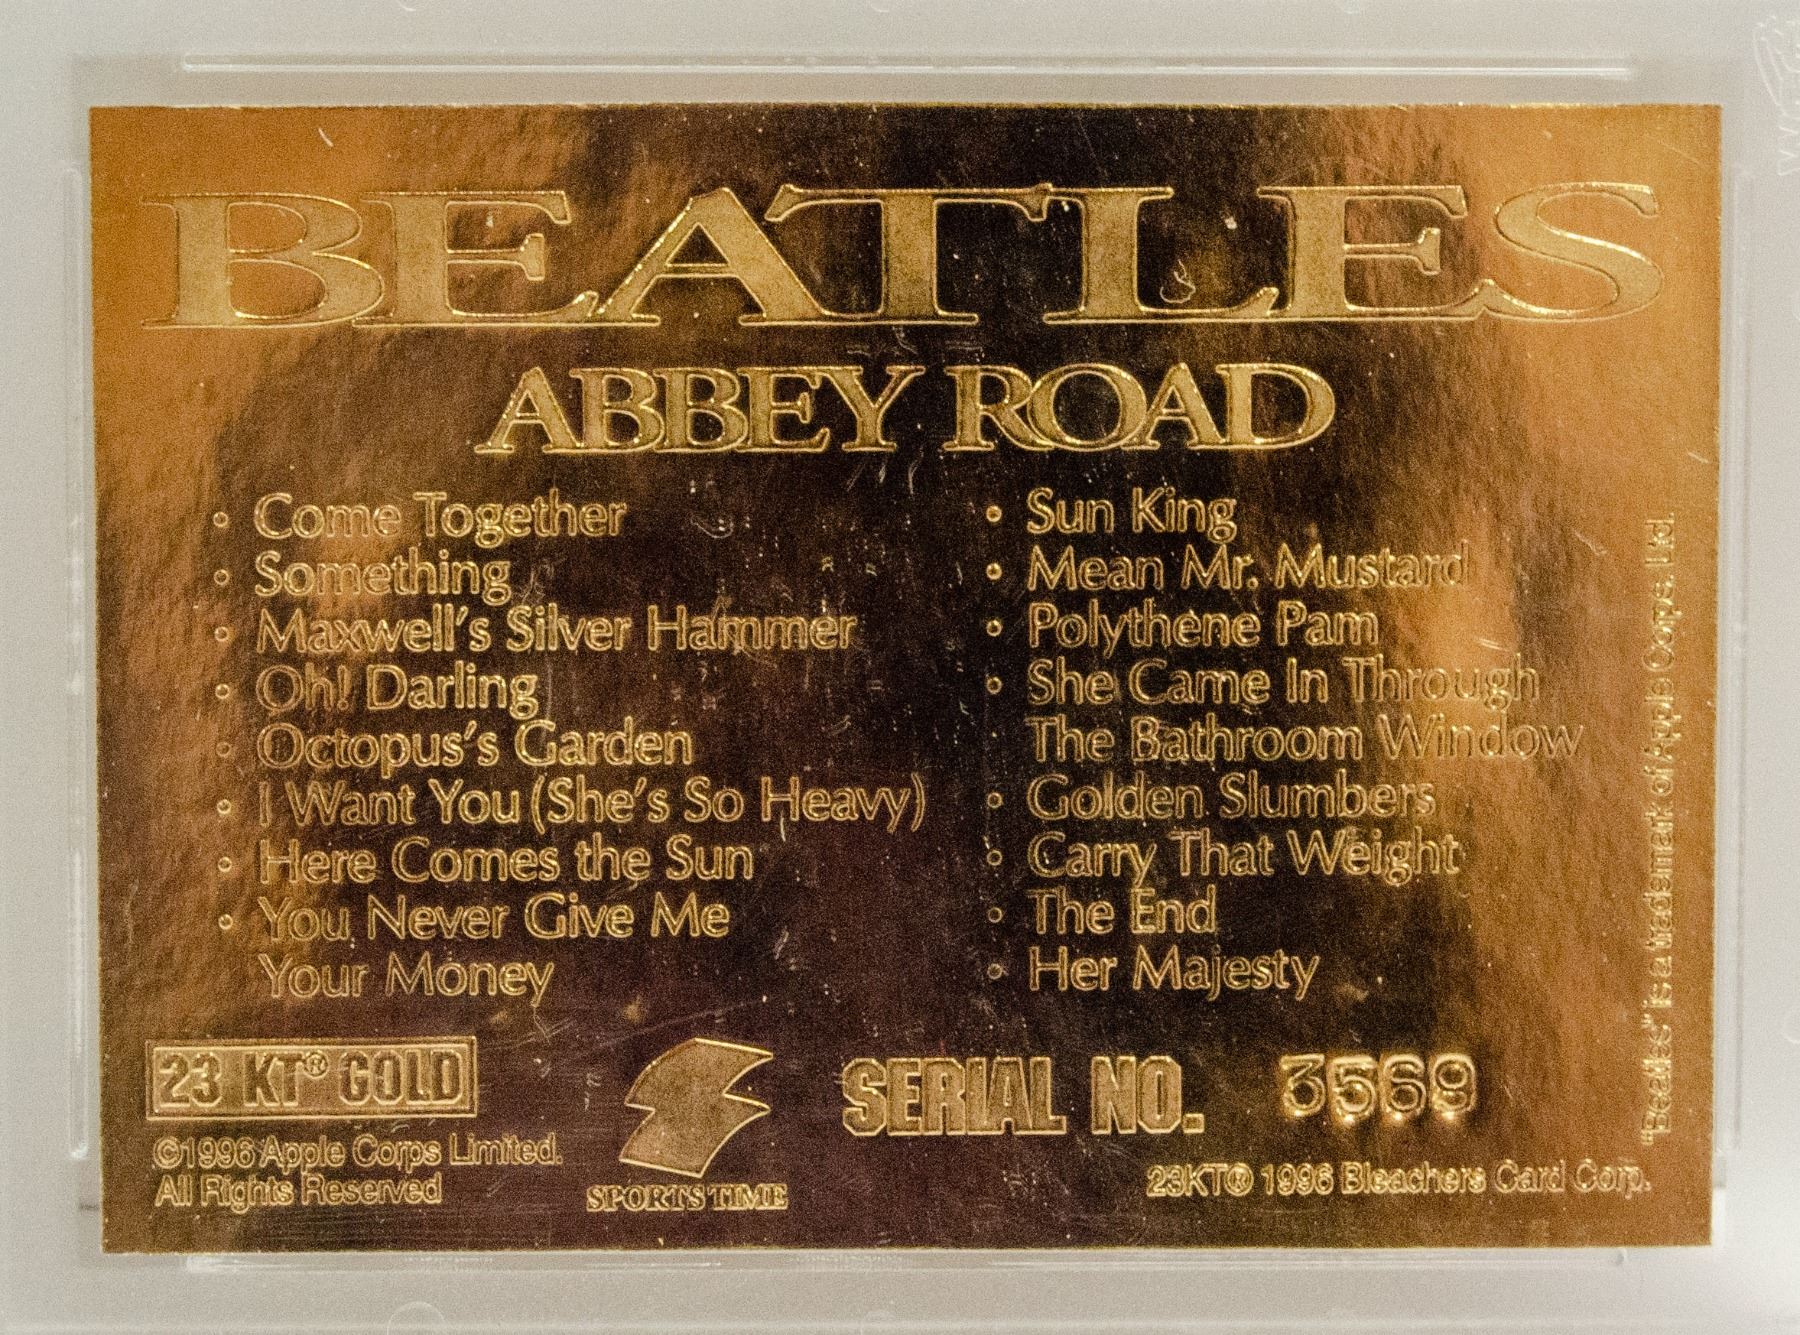 BEATLES
ABBEY ROAD
• Come Together
• Something
• Maxwell's Silver Hammer
• Oh! Darling
• Octopus's Garden
• I Want You (She's So Heavy)
• Here Comes the Sun
• You Never Give Me
Your Money
• Sun King
• Mean Mr. Mustard
• Polythene Pam
• She Came In Through
The Bathroom Window
• Golden Slumbers
• Carry That Weight
• The End
• Her Majesty
23 KT® GOLD
©1996 Apple Corps Limited.
All Rights Reserved
SPORTS TIME
SERIAL NO. 3569
23KT® 1996 Bleachers Card Corp.
"Beatles" is a trademark of Apple Corps. Ltd.